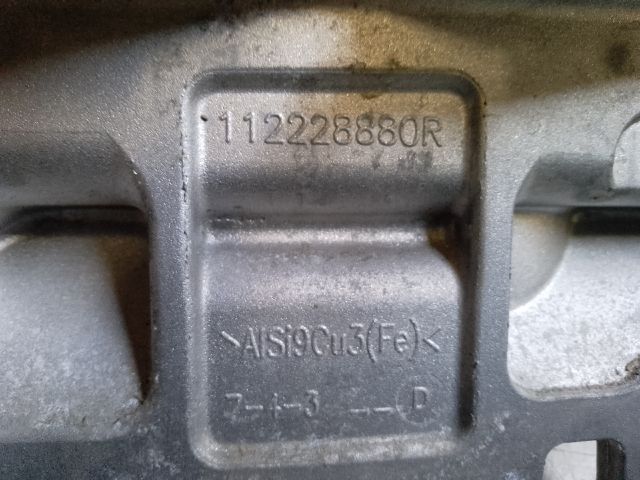 112228880R
>AlSi9Cu3(Fe)<
7-4-3 -- D